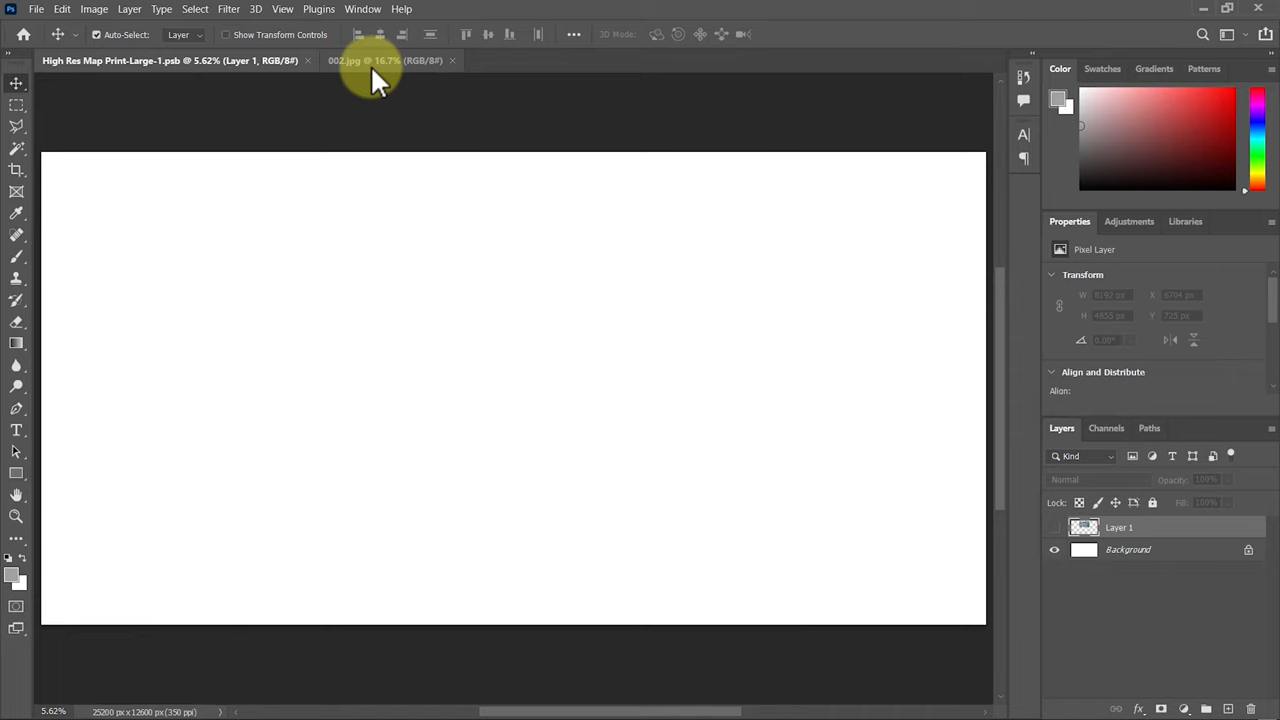 Ps File Edit Image Layer Type Select Filter 3D View Plugins Window Help
Auto-Select: Layer Show Transform Controls 3D Mode:
High Res Map Print-Large-1.psb @ 5.62% (Layer 1, RGB/8#) × 002.jpg @ 16.7% (RGB/8#) ×
Color Swatches Gradients Patterns
Properties Adjustments Libraries
Pixel Layer
Transform
W 8192 px X 6704 px
H 4855 px Y 725 px
0.00°
Align and Distribute
Align:
Layers Channels Paths
Kind
Normal Opacity: 100%
Lock: Fill: 100%
Layer 1
Background
5.62% 25200 px x 12600 px (350 ppi)